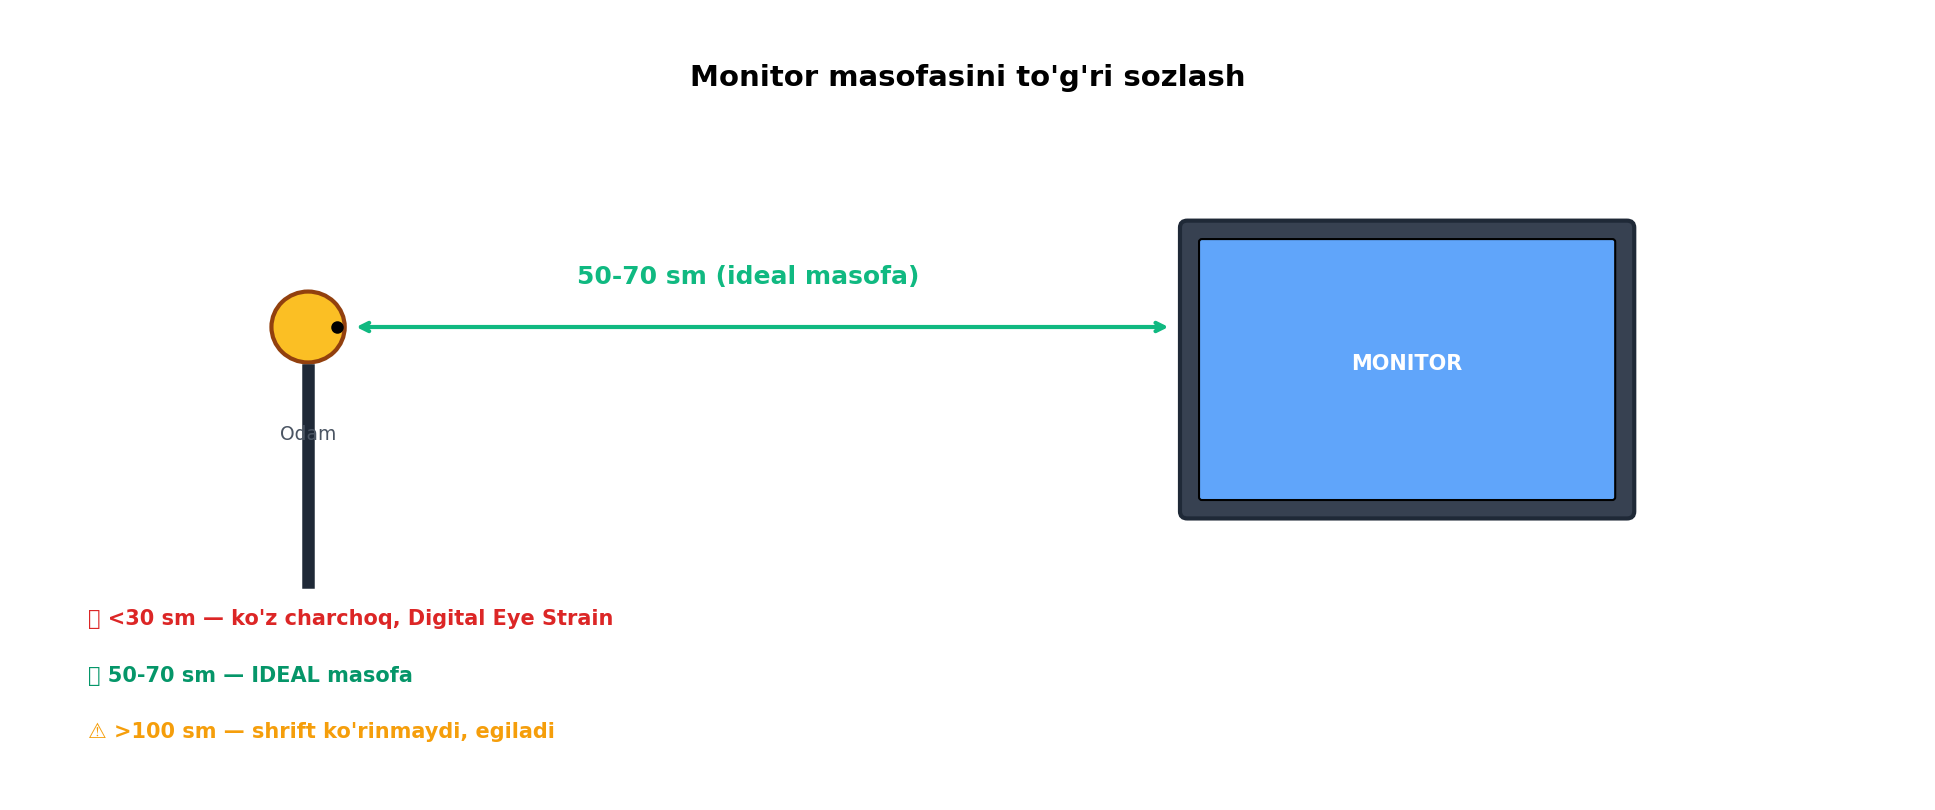 Monitor masofasini to'g'ri sozlash
50-70 sm (ideal masofa)
MONITOR
Odam
<30 sm — ko'z charchoq, Digital Eye Strain
50-70 sm — IDEAL masofa
⚠ >100 sm — shrift ko'rinmaydi, egiladi